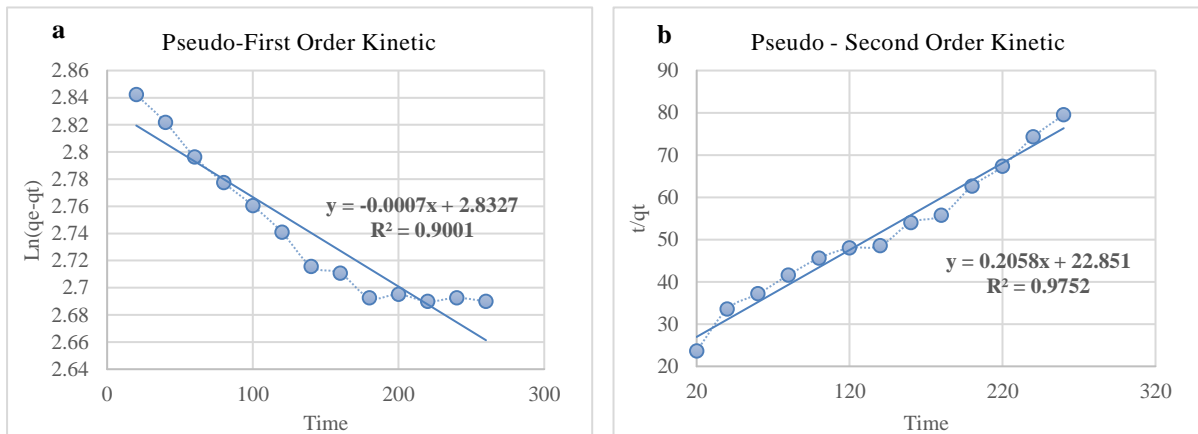 a
Pseudo-First Order Kinetic
2.86
2.84
2.82
2.8
2.78
2.76
2.74
2.72
2.7
2.68
2.66
2.64
Ln(qe-qt)
y = -0.0007x + 2.8327
R² = 0.9001
0
100
200
300
Time
b
Pseudo - Second Order Kinetic
90
80
70
60
50
40
30
20
t/qt
y = 0.2058x + 22.851
R² = 0.9752
20
120
220
320
Time